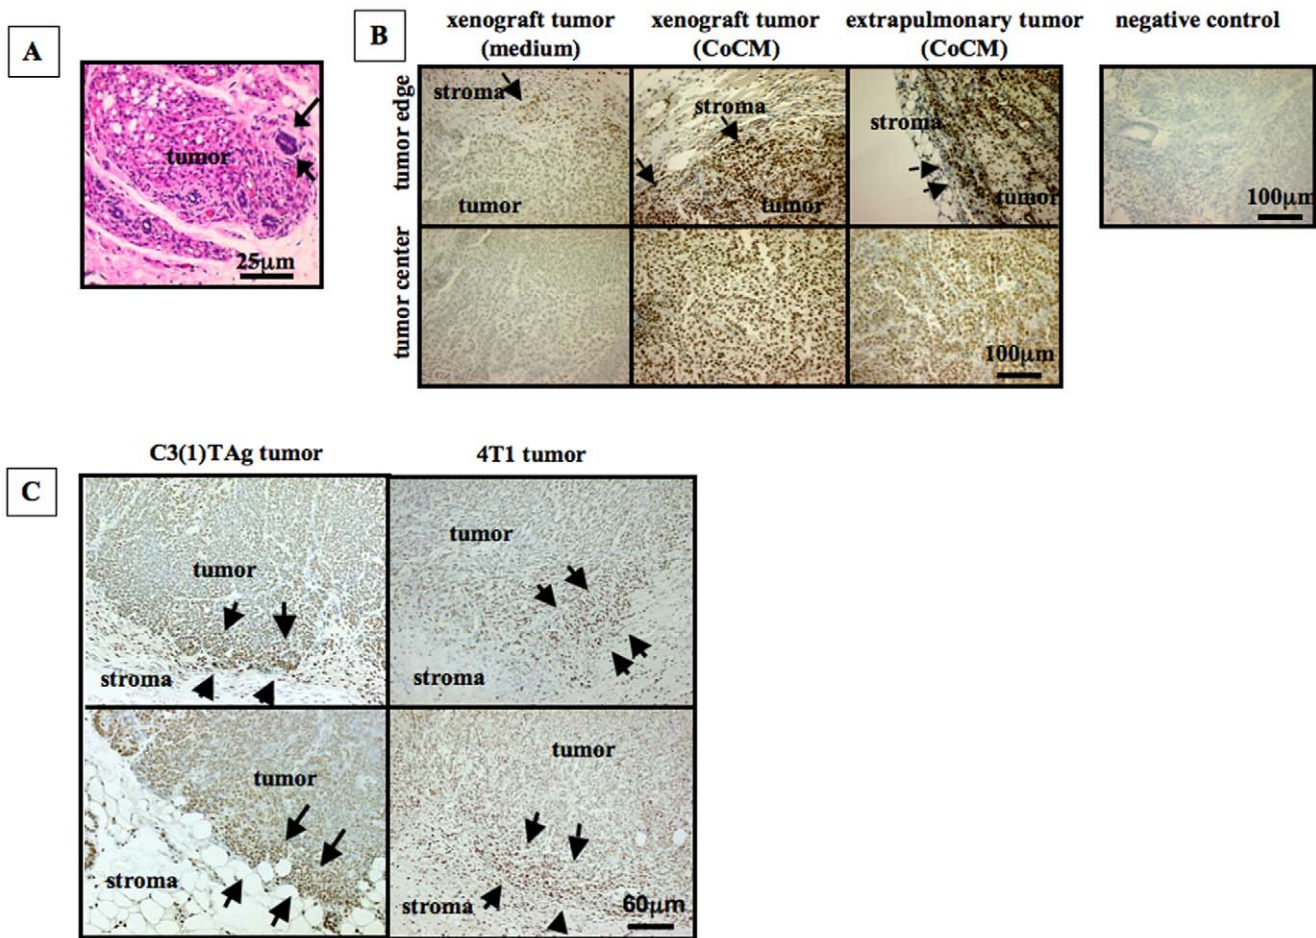 A
tumor
25μm
B
xenograft tumor
(medium)
xenograft tumor
(CoCM)
extrapulmonary tumor
(CoCM)
negative control
tumor edge
stroma
tumor
stroma
tumor
stroma
tumor
100μm
tumor center
100μm
C
C3(1)TAg tumor
4T1 tumor
tumor
stroma
tumor
stroma
tumor
stroma
tumor
stroma
60μm